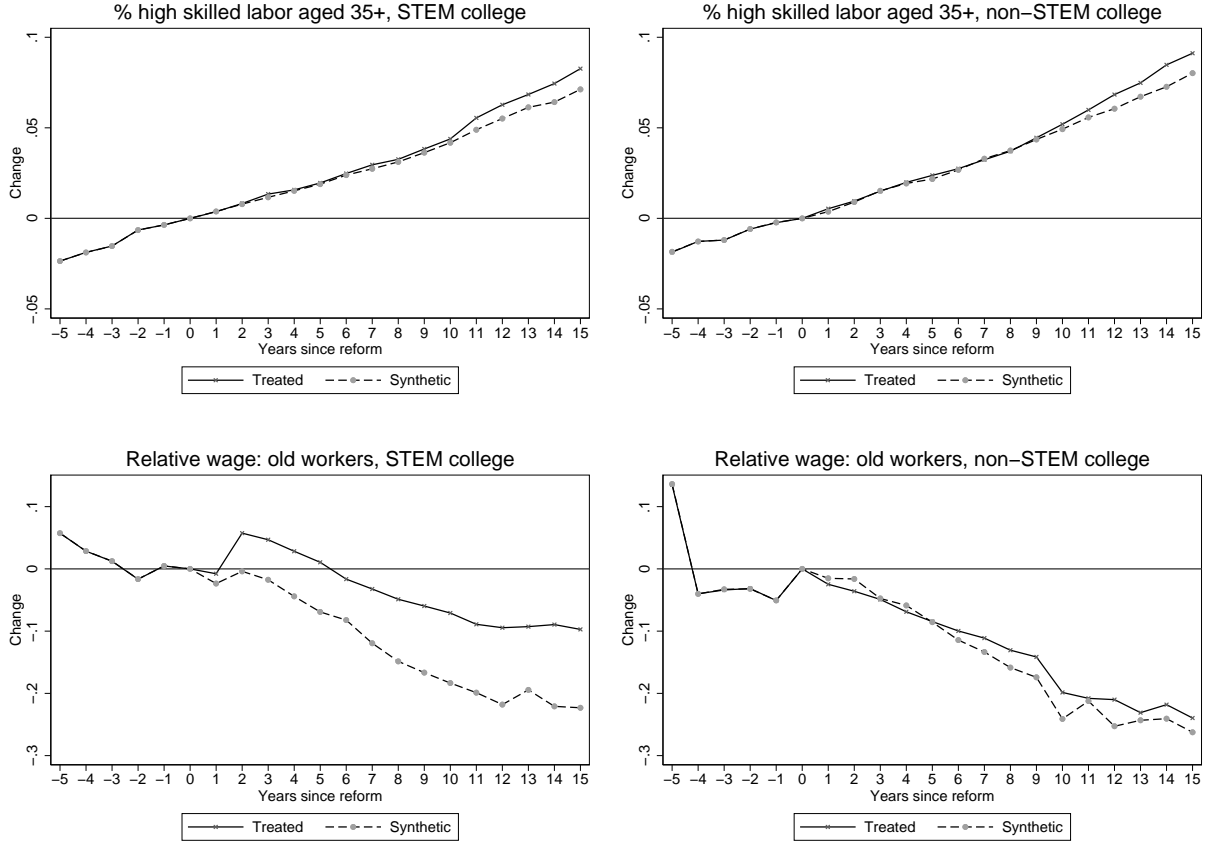 % high skilled labor aged 35+, STEM college
.1
.05
0
-.05
Change
−5 −4 −3 −2 −1 0 1 2 3 4 5 6 7 8 9 10 11 12 13 14 15
Years since reform
Treated Synthetic
% high skilled labor aged 35+, non−STEM college
.1
.05
0
-.05
Change
−5 −4 −3 −2 −1 0 1 2 3 4 5 6 7 8 9 10 11 12 13 14 15
Years since reform
Treated Synthetic
Relative wage: old workers, STEM college
.1
0
-.1
-.2
-.3
Change
−5 −4 −3 −2 −1 0 1 2 3 4 5 6 7 8 9 10 11 12 13 14 15
Years since reform
Treated Synthetic
Relative wage: old workers, non−STEM college
.1
0
-.1
-.2
-.3
Change
−5 −4 −3 −2 −1 0 1 2 3 4 5 6 7 8 9 10 11 12 13 14 15
Years since reform
Treated Synthetic